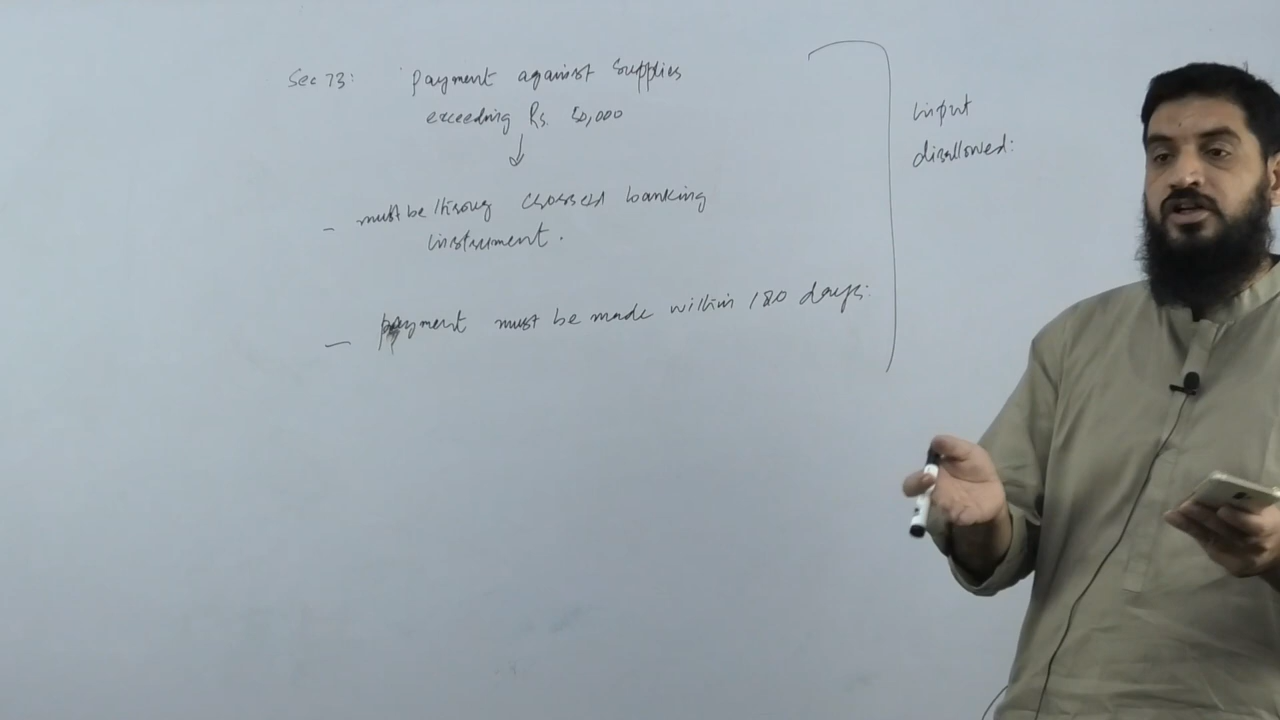 Sec 73: Payment against supplies
exceeding Rs. 50,000
- must be throug crossed banking
instrument.
- payment must be made within 180 days.
input
disallowed: